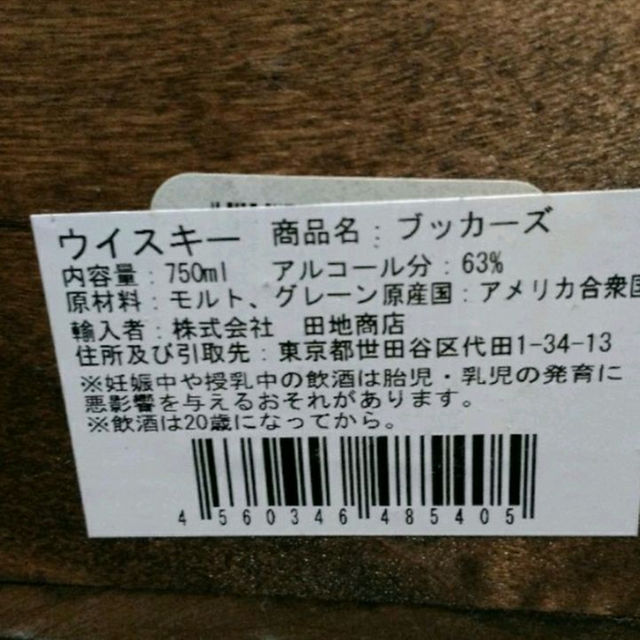 ウイスキー 商品名:ブッカーズ
内容量:750ml アルコール分:63%
原材料:モルト、グレーン原産国:アメリカ合衆国
輸入者:株式会社 田地商店
住所及び引取先:東京都世田谷区代田1-34-13
※妊娠中や授乳中の飲酒は胎児・乳児の発育に
悪影響を与えるおそれがあります。
※飲酒は20歳になってから。
4 560346 485405